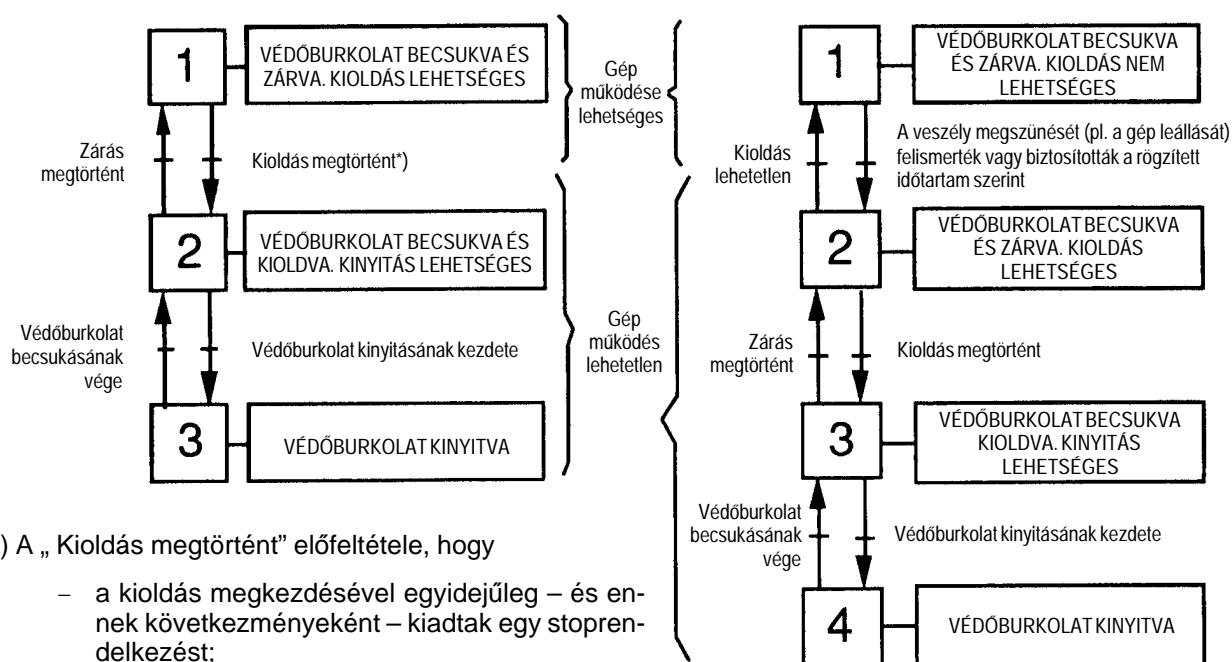 1
VÉDŐBURKOLAT BECSUKVA ÉS
ZÁRVA. KIOLDÁS LEHETSÉGES
Zárás
megtörtént
Kioldás megtörtént*)
2
VÉDŐBURKOLAT BECSUKVA ÉS
KIOLDVA. KINYITÁS LEHETSÉGES
Védőburkolat
becsukásának
vége
Védőburkolat kinyitásának kezdete
3
VÉDŐBURKOLAT KINYITVA
) A „ Kioldás megtörtént” előfeltétele, hogy
– a kioldás megkezdésével egyidejűleg – és en-
nek következményeként – kiadtak egy stopren-
delkezést;
Gép
működése
lehetséges
Gép
működés
lehetetlen
1
VÉDŐBURKOLAT BECSUKVA
ÉS ZÁRVA. KIOLDÁS NEM
LEHETSÉGES
Kioldás
lehetetlen
A veszély megszünését (pl. a gép leállását)
felismerték vagy biztosították a rögzített
időtartam szerint
2
VÉDŐBURKOLAT BECSUKVA
ÉS ZÁRVA. KIOLDÁS
LEHETSÉGES
Zárás
megtörtént
Kioldás megtörtént
3
VÉDŐBURKOLAT BECSUKVA
KIOLDVA. KINYITÁS
LEHETSÉGES
Védőburkolat
becsukásának
vége
Védőburkolat kinyitásának kezdete
4
VÉDŐBURKOLAT KINYITVA